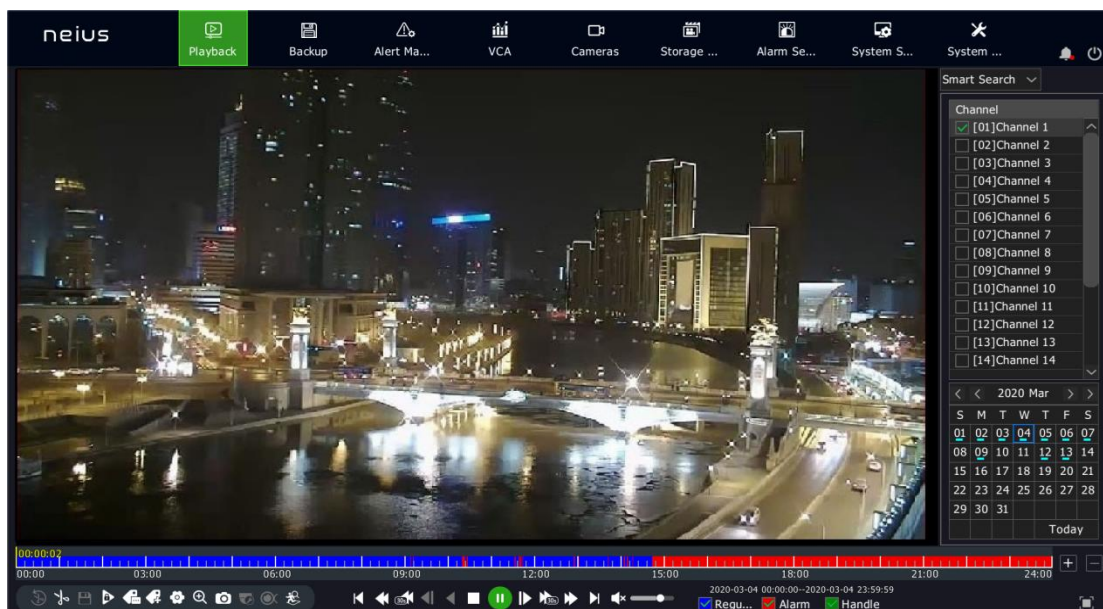 neius
Playback
Backup
Alert Ma...
VCA
Cameras
Storage ...
Alarm Se...
System S...
System ...
Smart Search
Channel
[01]Channel 1
[02]Channel 2
[03]Channel 3
[04]Channel 4
[05]Channel 5
[06]Channel 6
[07]Channel 7
[08]Channel 8
[09]Channel 9
[10]Channel 10
[11]Channel 11
[12]Channel 12
[13]Channel 13
[14]Channel 14
2020 Mar
S M T W T F S
01 02 03 04 05 06 07
08 09 10 11 12 13 14
15 16 17 18 19 20 21
22 23 24 25 26 27 28
29 30 31
Today
00:00:02
00:00 03:00 06:00 09:00 12:00 15:00 18:00 21:00 24:00
30s 30s
2020-03-04 00:00:00--2020-03-04 23:59:59
Regu... Alarm Handle